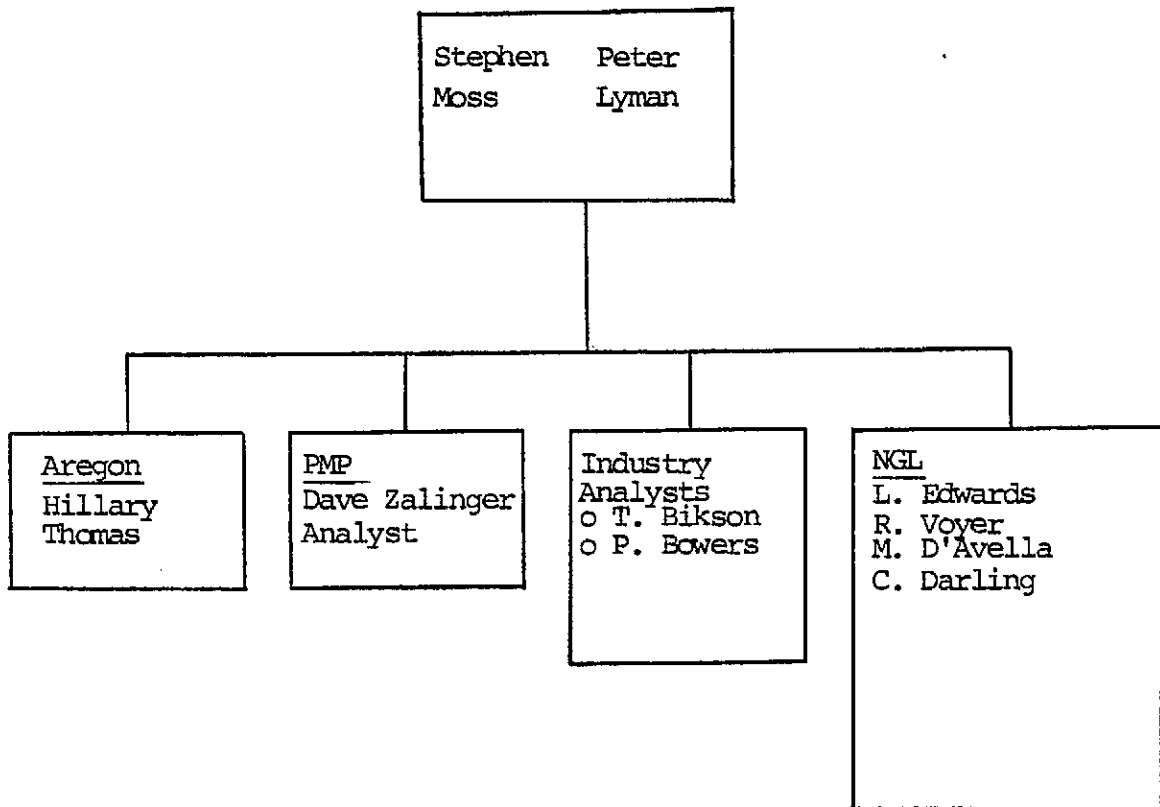 Stephen Peter
Moss Lyman
Aregon
Hillary
Thomas
PMP
Dave Zalinger
Analyst
Industry
Analysts
o T. Bikson
o P. Bowers
NGL
L. Edwards
R. Voyer
M. D'Avella
C. Darling